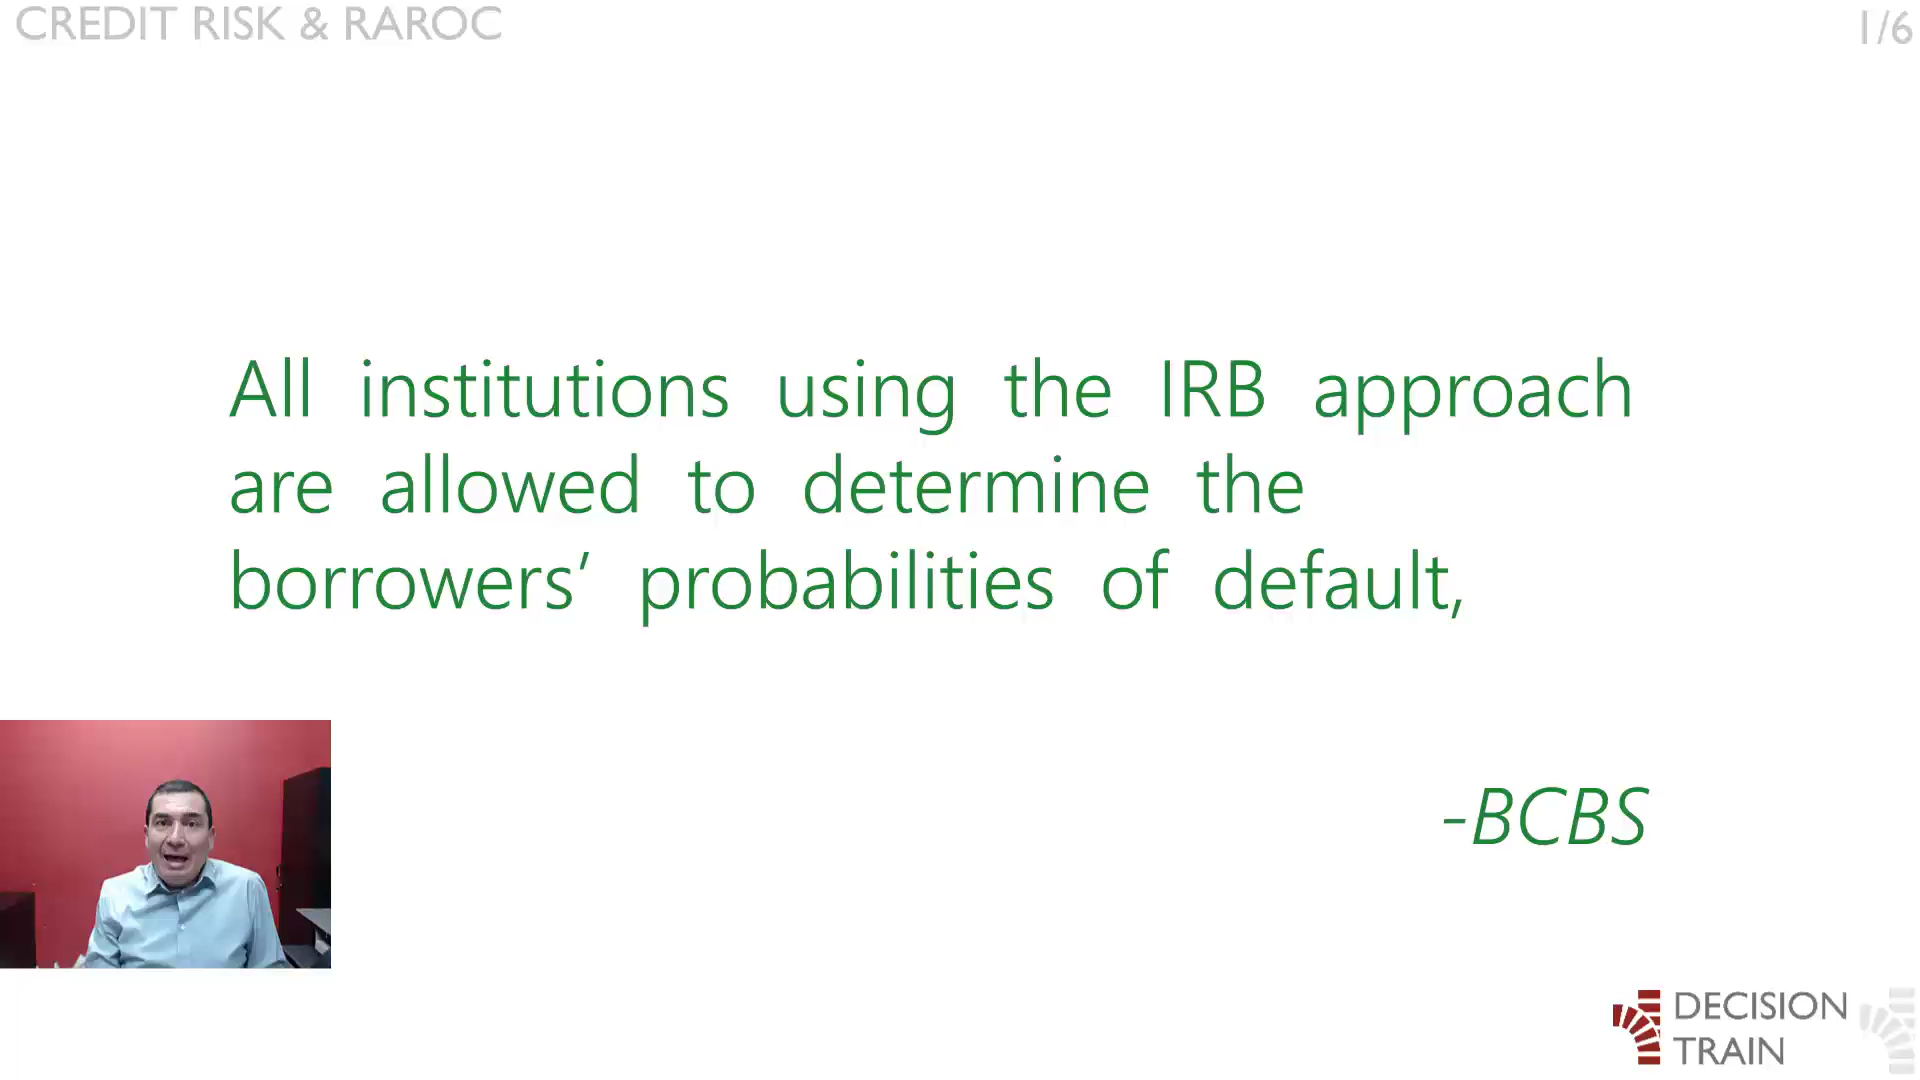 CREDIT RISK & RAROC
1/6
All institutions using the IRB approach
are allowed to determine the
borrowers’ probabilities of default,
-BCBS
DECISION
TRAIN